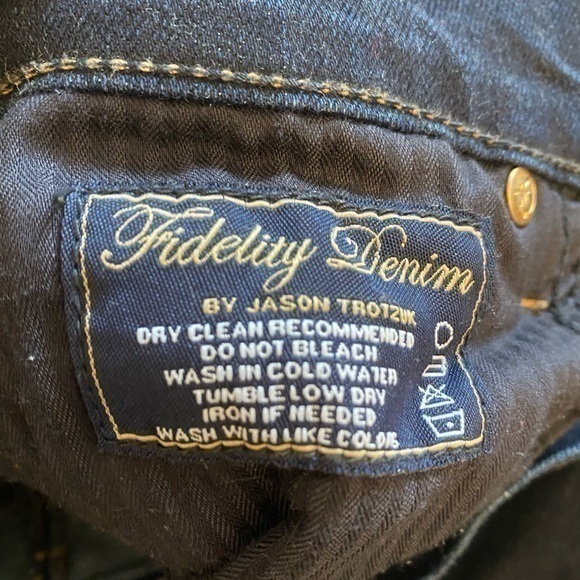 Fidelity Denim
BY JASON TROTZUK
DRY CLEAN RECOMMENDED
DO NOT BLEACH
WASH IN COLD WATER
TUMBLE LOW DRY
IRON IF NEEDED
WASH WITH LIKE COLORS